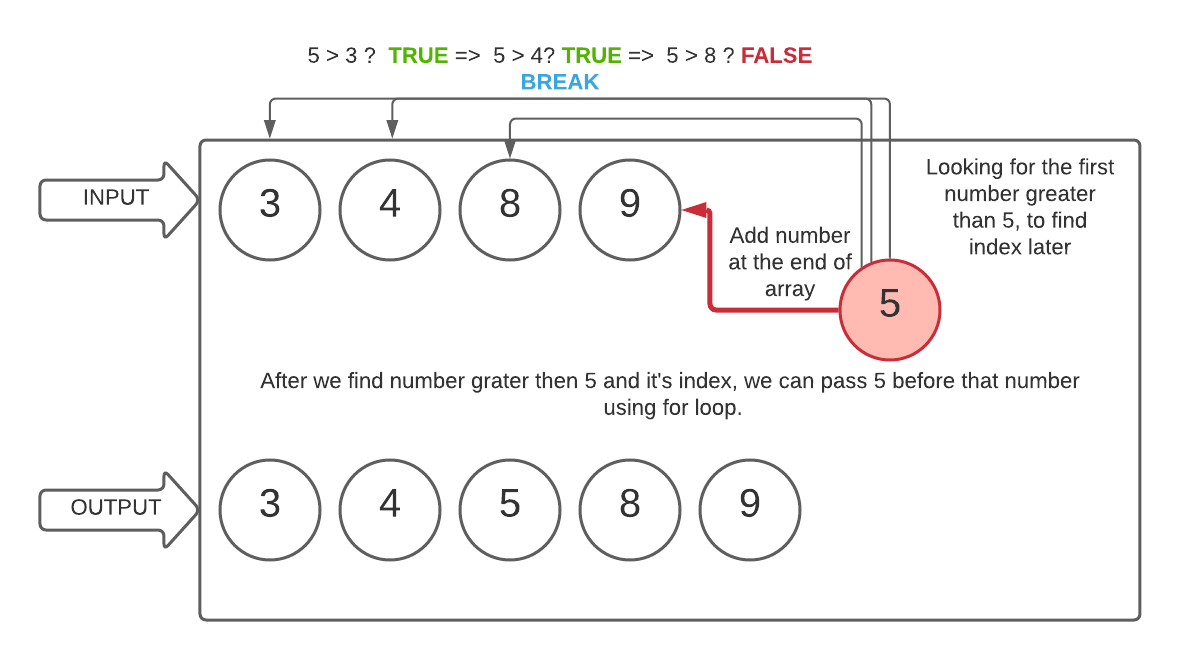 5 > 3 ?  TRUE =>  5 > 4? TRUE =>  5 > 8 ? FALSE
BREAK
INPUT
3 4 8 9
Looking for the first
number greater
than 5, to find
index later
Add number
at the end of
array
5
After we find number grater then 5 and it's index, we can pass 5 before that number
using for loop.
OUTPUT
3 4 5 8 9